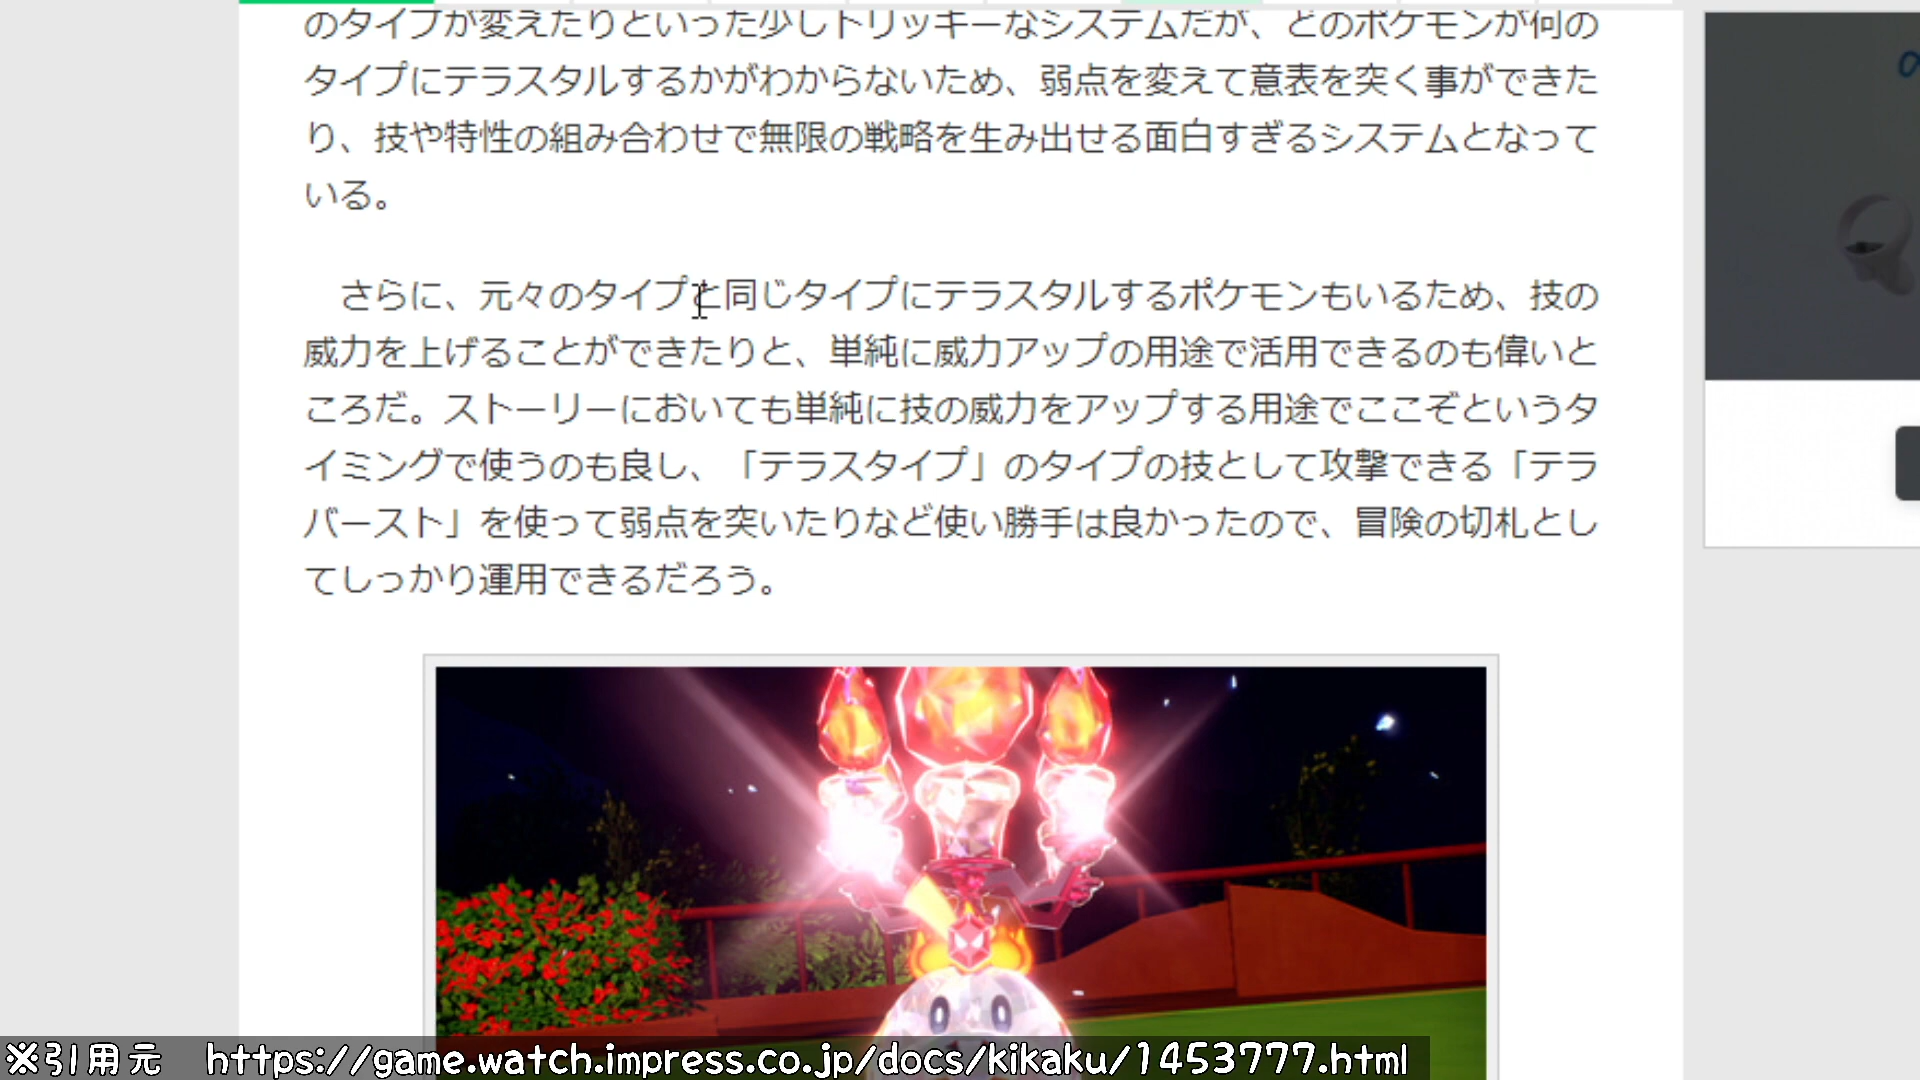 のタイプが変えたりといった少しトリッキーなシステムだが、どのポケモンが何の
タイプにテラスタルするかがわからないため、弱点を変えて意表を突く事ができた
り、技や特性の組み合わせで無限の戦略を生み出せる面白すぎるシステムとなって
いる。
さらに、元々のタイプと同じタイプにテラスタルするポケモンもいるため、技の
威力を上げることができたりと、単純に威力アップの用途で活用できるのも偉いと
ころだ。ストーリーにおいても単純に技の威力をアップする用途でここぞというタ
イミングで使うのも良し、「テラスタイプ」のタイプの技として攻撃できる「テラ
バースト」を使って弱点を突いたりなど使い勝手は良かったので、冒険の切札とし
てしっかり運用できるだろう。
※引用元 https://game.watch.impress.co.jp/docs/kikaku/1453777.html